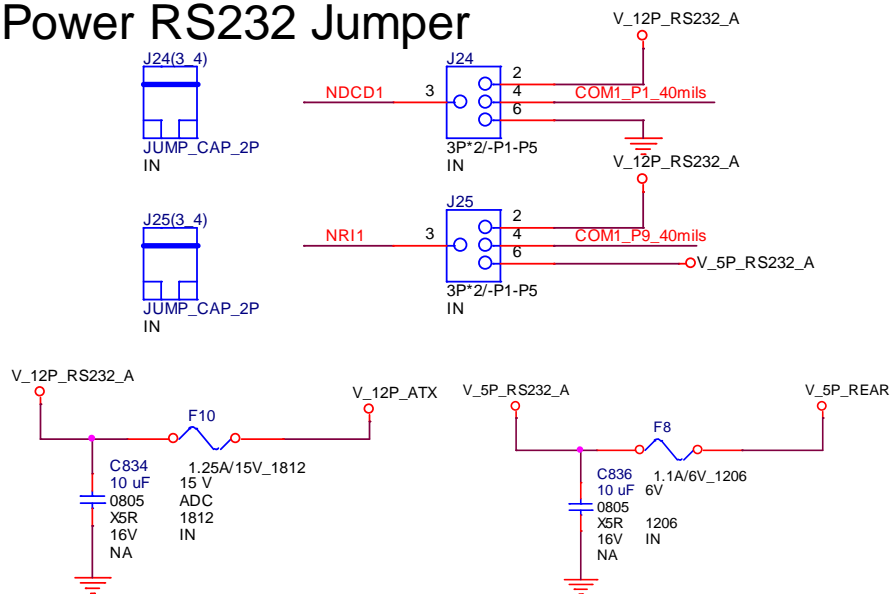 Power RS232 Jumper
V_12P_RS232_A
J24(3_4)
JUMP_CAP_2P
IN
NDCD1
3
J24
2
4
6
COM1_P1_40mils
3P*2/-P1-P5
IN
V_12P_RS232_A
J25(3_4)
JUMP_CAP_2P
IN
NRI1
3
J25
2
4
6
COM1_P9_40mils
V_5P_RS232_A
3P*2/-P1-P5
IN
V_12P_RS232_A
V_12P_ATX
F10
1.25A/15V_1812
15 V
ADC
1812
IN
C834
10 uF
0805
X5R
16V
NA
V_5P_RS232_A
V_5P_REAR
F8
1.1A/6V_1206
6V
1206
IN
C836
10 uF
0805
X5R
16V
NA